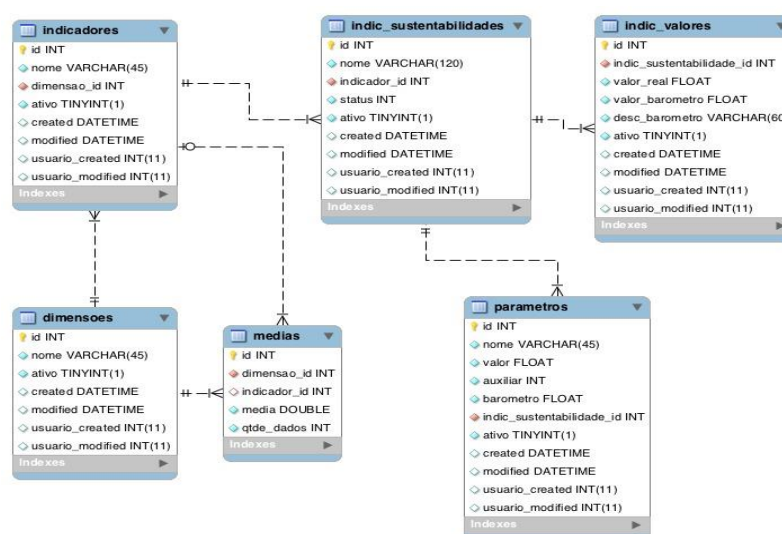 indicadores
id INT
nome VARCHAR(45)
dimensao_id INT
ativo TINYINT(1)
created DATETIME
modified DATETIME
usuario_created INT(11)
usuario_modified INT(11)
Indexes
indic_sustentabilidades
id INT
nome VARCHAR(120)
indicador_id INT
status INT
ativo TINYINT(1)
created DATETIME
modified DATETIME
usuario_created INT(11)
usuario_modified INT(11)
Indexes
indic_valores
id INT
indic_sustentabilidade_id INT
valor_real FLOAT
valor_barometro FLOAT
desc_barometro VARCHAR(60
ativo TINYINT(1)
created DATETIME
modified DATETIME
usuario_created INT(11)
usuario_modified INT(11)
Indexes
dimensoes
id INT
nome VARCHAR(45)
ativo TINYINT(1)
created DATETIME
modified DATETIME
usuario_created INT(11)
usuario_modified INT(11)
Indexes
medias
id INT
dimensao_id INT
indicador_id INT
media DOUBLE
qtde_dados INT
Indexes
parametros
id INT
nome VARCHAR(45)
valor FLOAT
auxiliar INT
barometro FLOAT
indic_sustentabilidade_id INT
ativo TINYINT(1)
created DATETIME
modified DATETIME
usuario_created INT(11)
usuario_modified INT(11)
Indexes